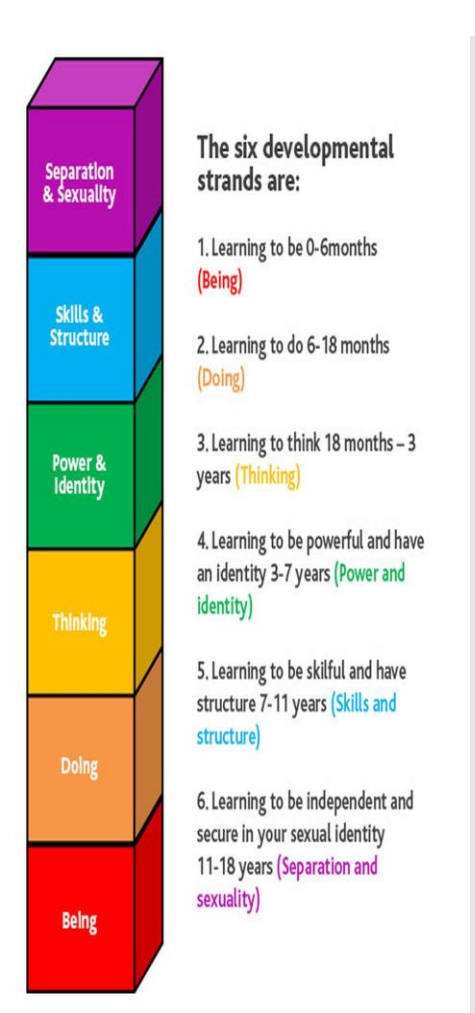 Separation
& Sexuality
Skills &
Structure
Power &
Identity
Thinking
Doing
Being
The six developmental
strands are:
1. Learning to be 0-6months
(Being)
2. Learning to do 6-18 months
(Doing)
3. Learning to think 18 months – 3
years (Thinking)
4. Learning to be powerful and have
an identity 3-7 years (Power and
identity)
5. Learning to be skilful and have
structure 7-11 years (Skills and
structure)
6. Learning to be independent and
secure in your sexual identity
11-18 years (Separation and
sexuality)